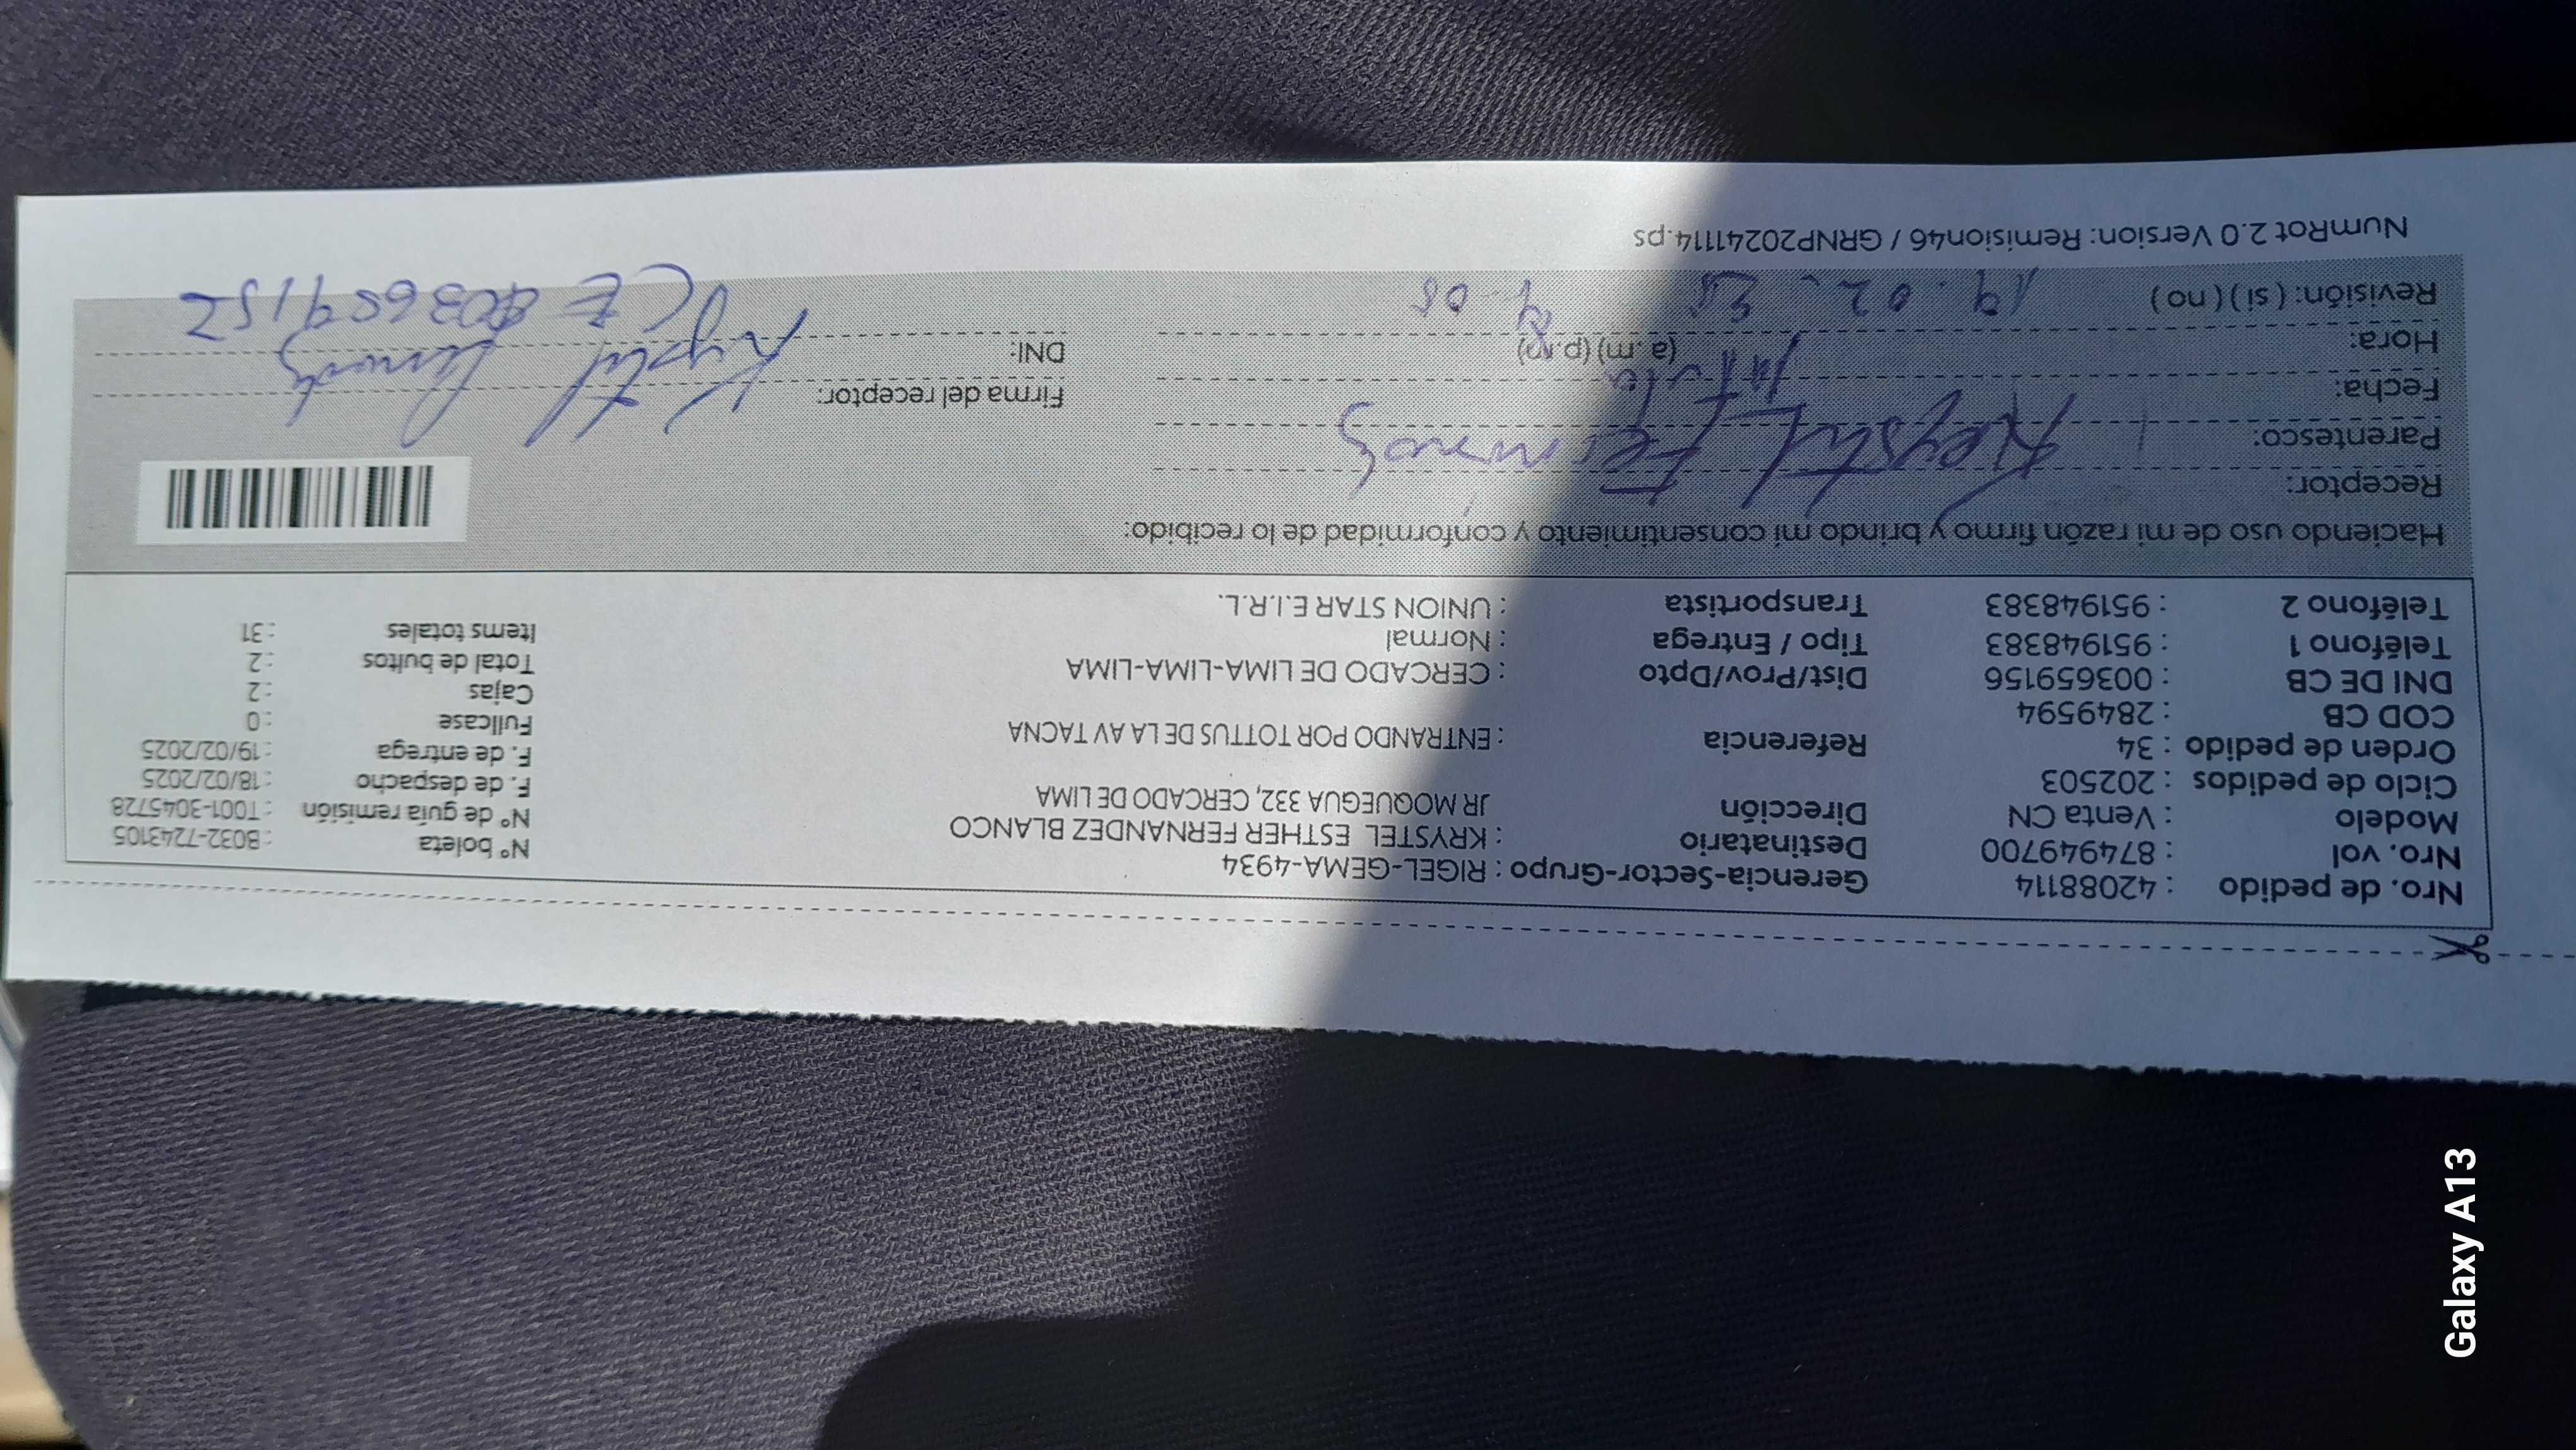 Nro. de pedido : 42088114
Nro. vol : 8749949700
Modelo : Venta CN
Ciclo de pedidos : 202503
Orden de pedido : 34
COD CB : 2849594
DNI DE CB : 003659156
Teléfono 1 : 951948383
Teléfono 2 : 951948383
Gerencia-Sector-Grupo : RIGEL-GEMA-4934
Destinatario : KRYSTEL ESTHER FERNANDEZ BLANCO
Dirección JR MOQUEGUA 332, CERCADO DE LIMA
Referencia : ENTRANDO POR TOTTUS DE LA AV TACNA
Dist/Prov/Dpto : CERCADO DE LIMA-LIMA-LIMA
Tipo / Entrega : Normal
Transportista : UNION STAR E.I.R.L.
N° boleta : B032-7243105
N° de guía remisión : T001-3045728
F. de despacho : 18/02/2025
F. de entrega : 19/02/2025
Fullcase : 0
Cajas : 2
Total de bultos : 2
Items totales : 31
Haciendo uso de mi razón firmo y brindo mi consentimiento y conformidad de lo recibido:
Receptor:
Parentesco:
Fecha:
Hora: (a.m) (p.m)
Revisión: ( si ) ( no )
19.02.25
Firma del receptor:
DNI:
CE
NumRot 2.0 Version: Remision46 / GRNP20241114.ps
Galaxy A13